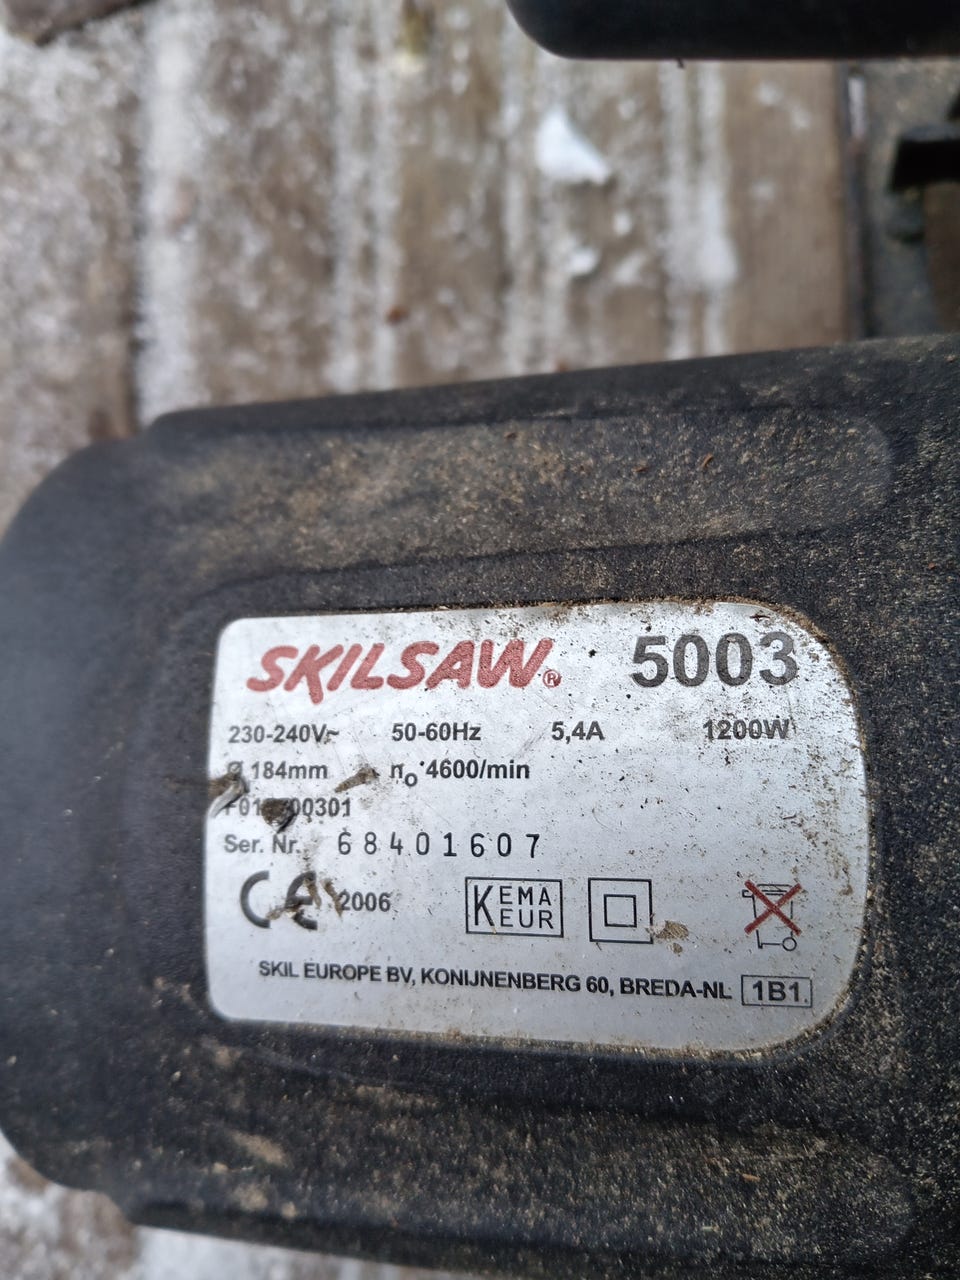 SKILSAW® 5003
230-240V~ 50-60Hz 5,4A 1200W
Ø 184mm n₀ 4600/min
Ser. Nr. 68401607
CE 2006 KEMA KEUR
SKIL EUROPE BV, KONIJNENBERG 60, BREDA-NL 1B1